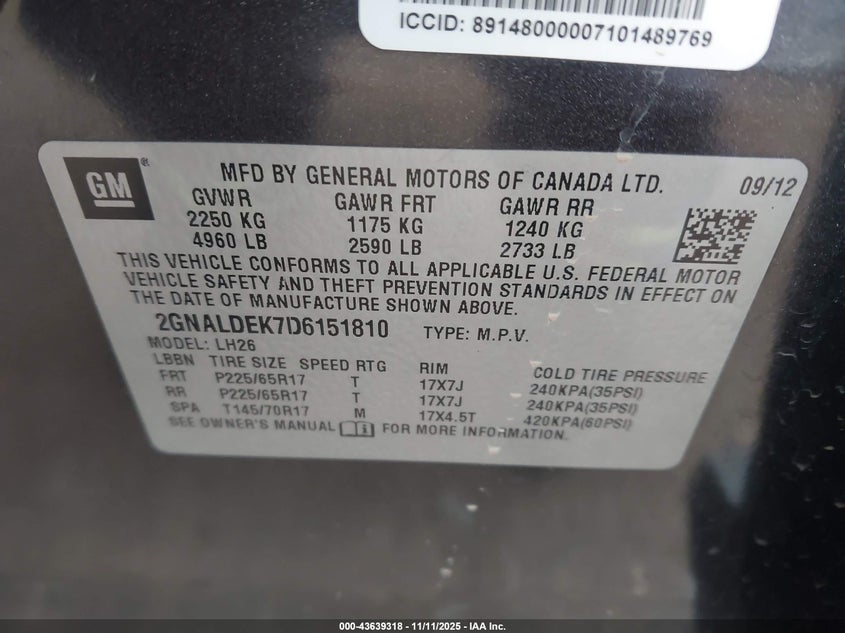 ICCID: 89148000007101489769
GM ®
MFD BY GENERAL MOTORS OF CANADA LTD. 09/12
GVWR GAWR FRT GAWR RR
2250 KG 1175 KG 1240 KG
4960 LB 2590 LB 2733 LB
THIS VEHICLE CONFORMS TO ALL APPLICABLE U.S. FEDERAL MOTOR
VEHICLE SAFETY AND THEFT PREVENTION STANDARDS IN EFFECT ON
THE DATE OF MANUFACTURE SHOWN ABOVE.
2GNALDEK7D6151810 TYPE: M.P.V.
MODEL: LH26
LBBN TIRE SIZE SPEED RTG RIM COLD TIRE PRESSURE
FRT P225/65R17 T 17X7J 240KPA(35PSI)
RR P225/65R17 T 17X7J 240KPA(35PSI)
SPA T145/70R17 M 17X4.5T 420KPA(60PSI)
SEE OWNER'S MANUAL FOR MORE INFORMATION.
000-43639318 - 11/11/2025 - IAA Inc.